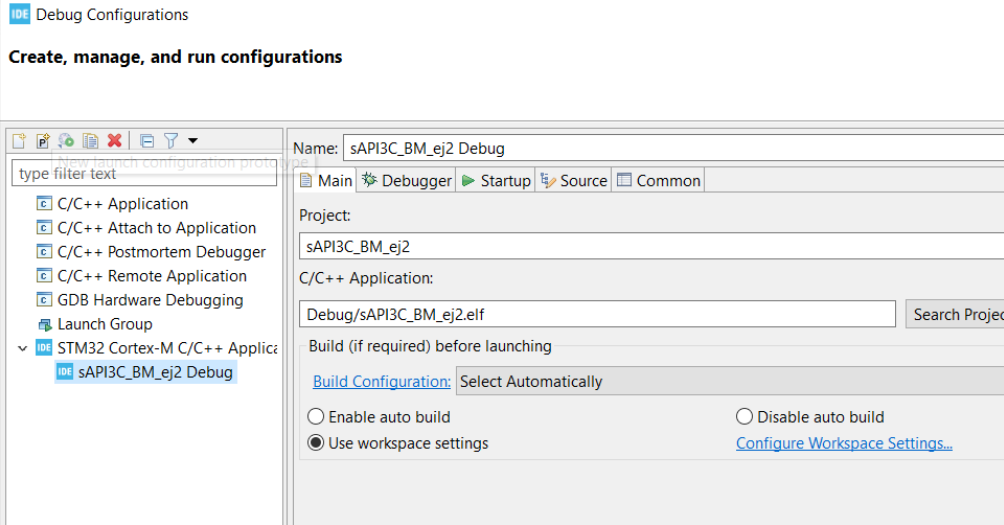 IDE Debug Configurations
Create, manage, and run configurations
New launch configuration prototype
type filter text
C/C++ Application
C/C++ Attach to Application
C/C++ Postmortem Debugger
C/C++ Remote Application
GDB Hardware Debugging
Launch Group
IDE STM32 Cortex-M C/C++ Applica
IDE sAPI3C_BM_ej2 Debug
Name: sAPI3C_BM_ej2 Debug
Main Debugger Startup Source Common
Project:
sAPI3C_BM_ej2
C/C++ Application:
Debug/sAPI3C_BM_ej2.elf
Search Projec
Build (if required) before launching
Build Configuration: Select Automatically
Enable auto build Disable auto build
Use workspace settings Configure Workspace Settings...